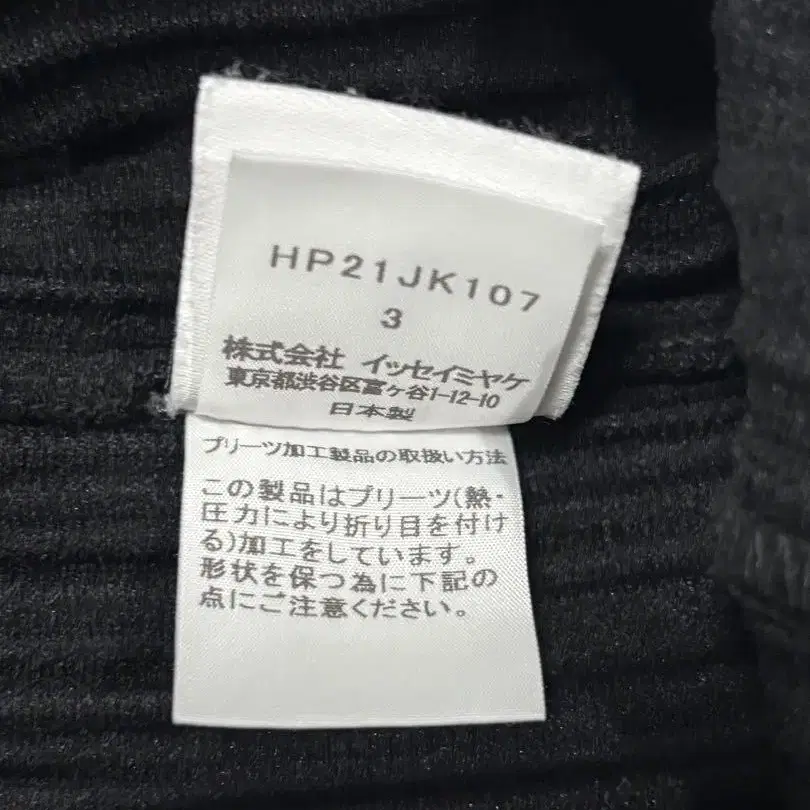 HP21JK107
3
株式会社 イッセイミヤケ
東京都渋谷区富ヶ谷1-12-10
日本製
プリーツ加工製品の取扱い方法
この製品はプリーツ(熱・
圧力により折り目を付け
る)加工をしています。
形状を保つ為に下記の
点にご注意ください。